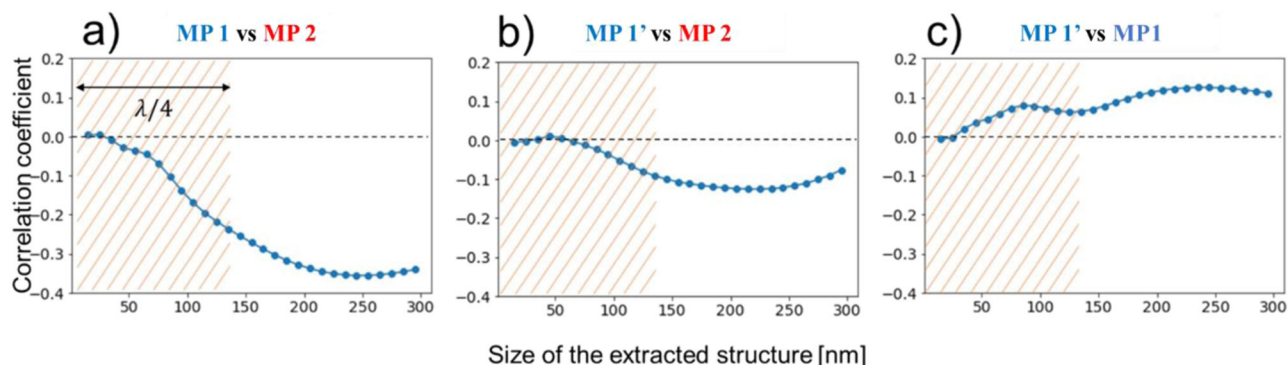 a)
MP 1 vs MP 2
b)
MP 1’ vs MP 2
c)
MP 1’ vs MP1
Correlation coefficient
0.2
0.1
0.0
−0.1
−0.2
−0.3
−0.4
λ/4
50 100 150 200 250 300
0.2
0.1
0.0
−0.1
−0.2
−0.3
−0.4
50 100 150 200 250 300
0.2
0.1
0.0
−0.1
−0.2
−0.3
−0.4
50 100 150 200 250 300
Size of the extracted structure [nm]